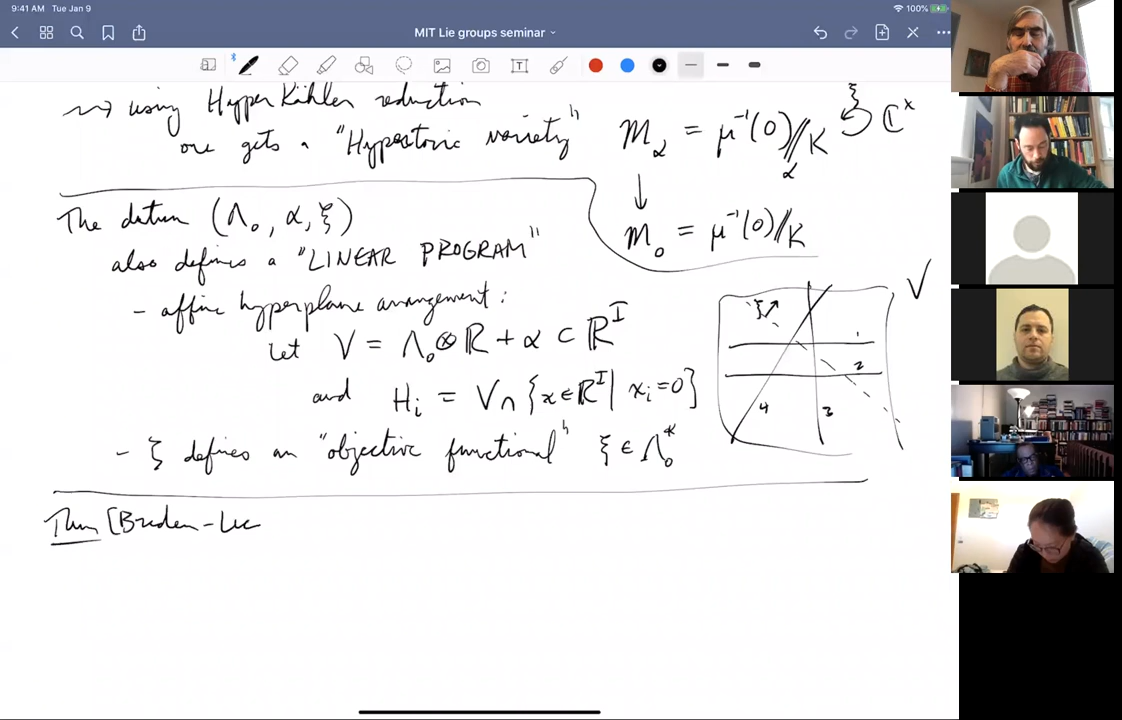 9:41 AM Tue Jan 9
100%
MIT Lie groups seminar
⇝ using HyperKähler reduction
one gets a "Hypertoric variety"
M_α = μ⁻¹(0)//_α K ξ ℂ^×
↓
M_0 = μ⁻¹(0)//K
The datum (Λ_0, α, ξ)
also defines a "LINEAR PROGRAM"
- affine hyperplane arrangement:
Let V = Λ_0 ⊗ ℝ + α ⊂ ℝ^I
and H_i = V ∩ {x ∈ ℝ^I | x_i = 0}
- ξ defines an "objective functional" ξ ∈ Λ_0^*
V
ξ
1
2
4 3
Thm [Braden-Lic